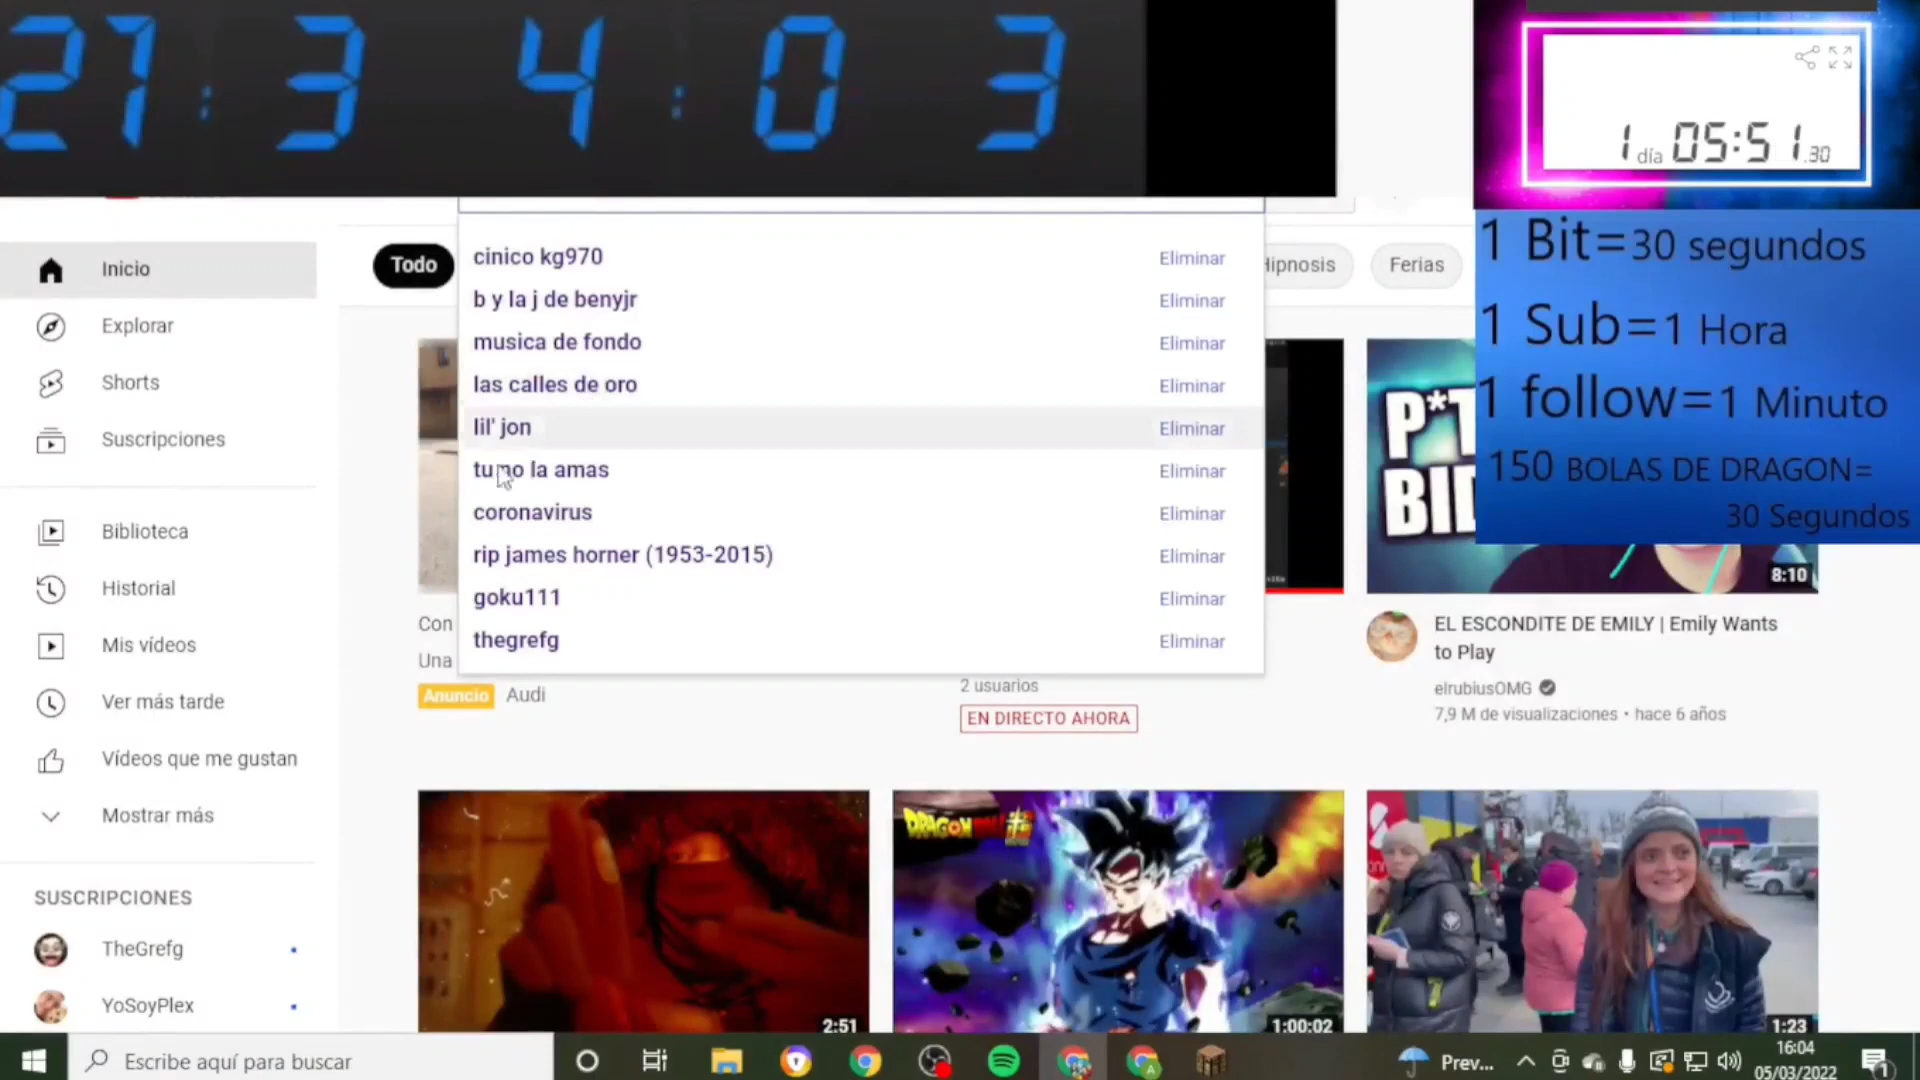 27:34:03
1 día 05:51.30
1 Bit=30 segundos
1 Sub=1 Hora
1 follow=1 Minuto
150 BOLAS DE DRAGON=
30 Segundos
Inicio
Explorar
Shorts
Suscripciones
Biblioteca
Historial
Mis vídeos
Ver más tarde
Vídeos que me gustan
Mostrar más
SUSCRIPCIONES
TheGrefg
YoSoyPlex
Todo
Hipnosis
Ferias
cinico kg970 Eliminar
b y la j de benyjr Eliminar
musica de fondo Eliminar
las calles de oro Eliminar
lil' jon Eliminar
tu no la amas Eliminar
coronavirus Eliminar
rip james horner (1953-2015) Eliminar
goku111 Eliminar
thegrefg Eliminar
Con
Una
Anuncio Audi
2 usuarios
EN DIRECTO AHORA
P*T
BID
8:10
EL ESCONDITE DE EMILY | Emily Wants
to Play
elrubiusOMG
7,9 M de visualizaciones • hace 6 años
2:51
DRAGON
1:00:02
1:23
Escribe aquí para buscar
Prev...
16:04
05/03/2022
1